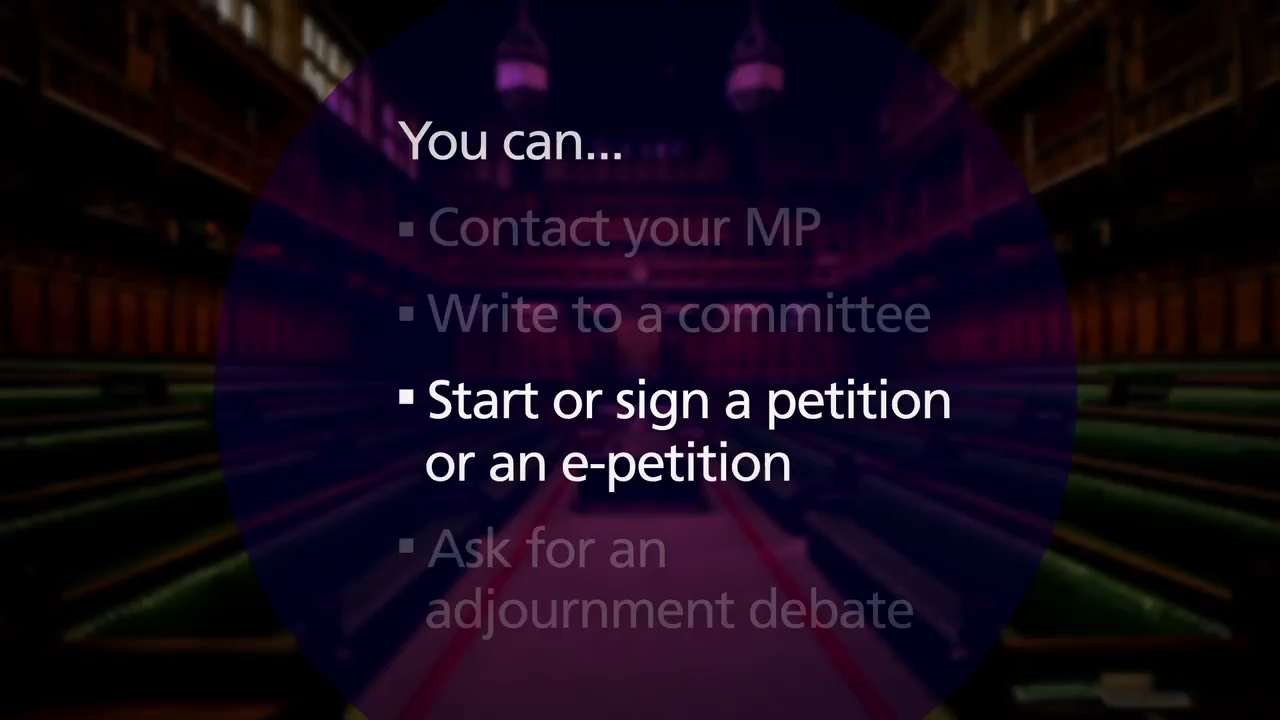 You can...
▪ Contact your MP
▪ Write to a committee
▪ Start or sign a petition
or an e-petition
▪ Ask for an
adjournment debate